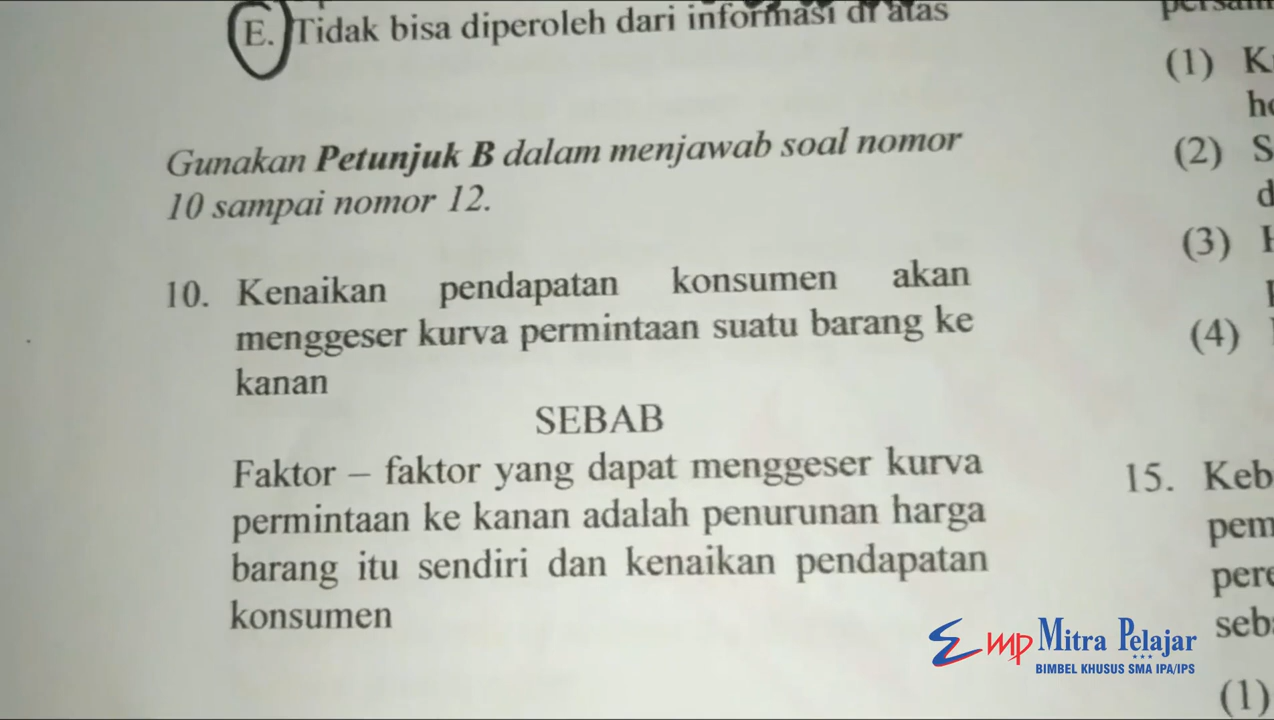 E. Tidak bisa diperoleh dari informasi di atas
Gunakan Petunjuk B dalam menjawab soal nomor
10 sampai nomor 12.
10. Kenaikan pendapatan konsumen akan
menggeser kurva permintaan suatu barang ke
kanan
SEBAB
Faktor – faktor yang dapat menggeser kurva
permintaan ke kanan adalah penurunan harga
barang itu sendiri dan kenaikan pendapatan
konsumen
(1)
(2)
(3)
(4)
15.
(1)
Emp Mitra Pelajar
BIMBEL KHUSUS SMA IPA/IPS